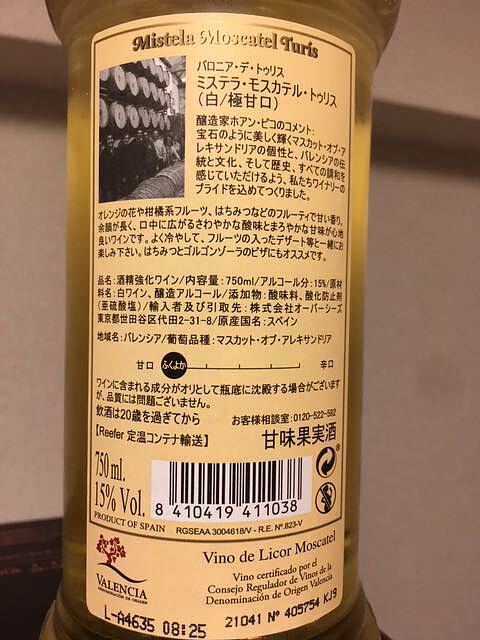 Mistela Moscatel Turís
バロニア・デ・トゥリス
ミステラ・モスカテル・トゥリス
(白/極甘口)
醸造家ホアン・ピコのコメント:
宝石のように美しく輝くマスカット・オブ・ア
レキサンドリアの個性と、バレンシアの伝
統と文化、そして歴史、すべての調和を
感じていただけるよう、私たちワイナリーの
プライドを込めてつくりました。
オレンジの花や柑橘系フルーツ、はちみつなどのフルーティで甘い香り。
余韻が長く、口中に広がるさわやかな酸味とまろやかな甘味が心地
良いワインです。よく冷やして、フルーツの入ったデザート等と一緒にお
楽しみ下さい。はちみつとゴルゴンゾーラのピザにもオススメです。
品名:酒精強化ワイン/内容量:750ml/アルコール分:15%/原材
料名:白ワイン、醸造アルコール/添加物:酸味料、酸化防止剤
(亜硫酸塩)/輸入者及び引取先:株式会社オーバーシーズ
東京都世田谷区代田2-31-8/原産国名:スペイン
地域名:バレンシア/葡萄品種:マスカット・オブ・アレキサンドリア
甘口 ふくよか 辛口
ワインに含まれる成分がオリとして瓶底に沈殿する場合がございます
が、品質には問題ございません。
飲酒は20歳を過ぎてから
お客様相談室:0120-522-582
【Reefer 定温コンテナ輸送】
甘味果実酒
750 ml.
15% Vol.
PRODUCT OF SPAIN
8 410419 411038
RGSEAA 3004618/V - R.E. Nº.823-V
VALENCIA
DENOMINACIÓN DE ORIGEN
Vino de Licor Moscatel
Vino certificado por el
Consejo Regulador de Vinos de la
Denominación de Origen Valencia
L-A4635 08:25
21041 Nº 405754 KJ9